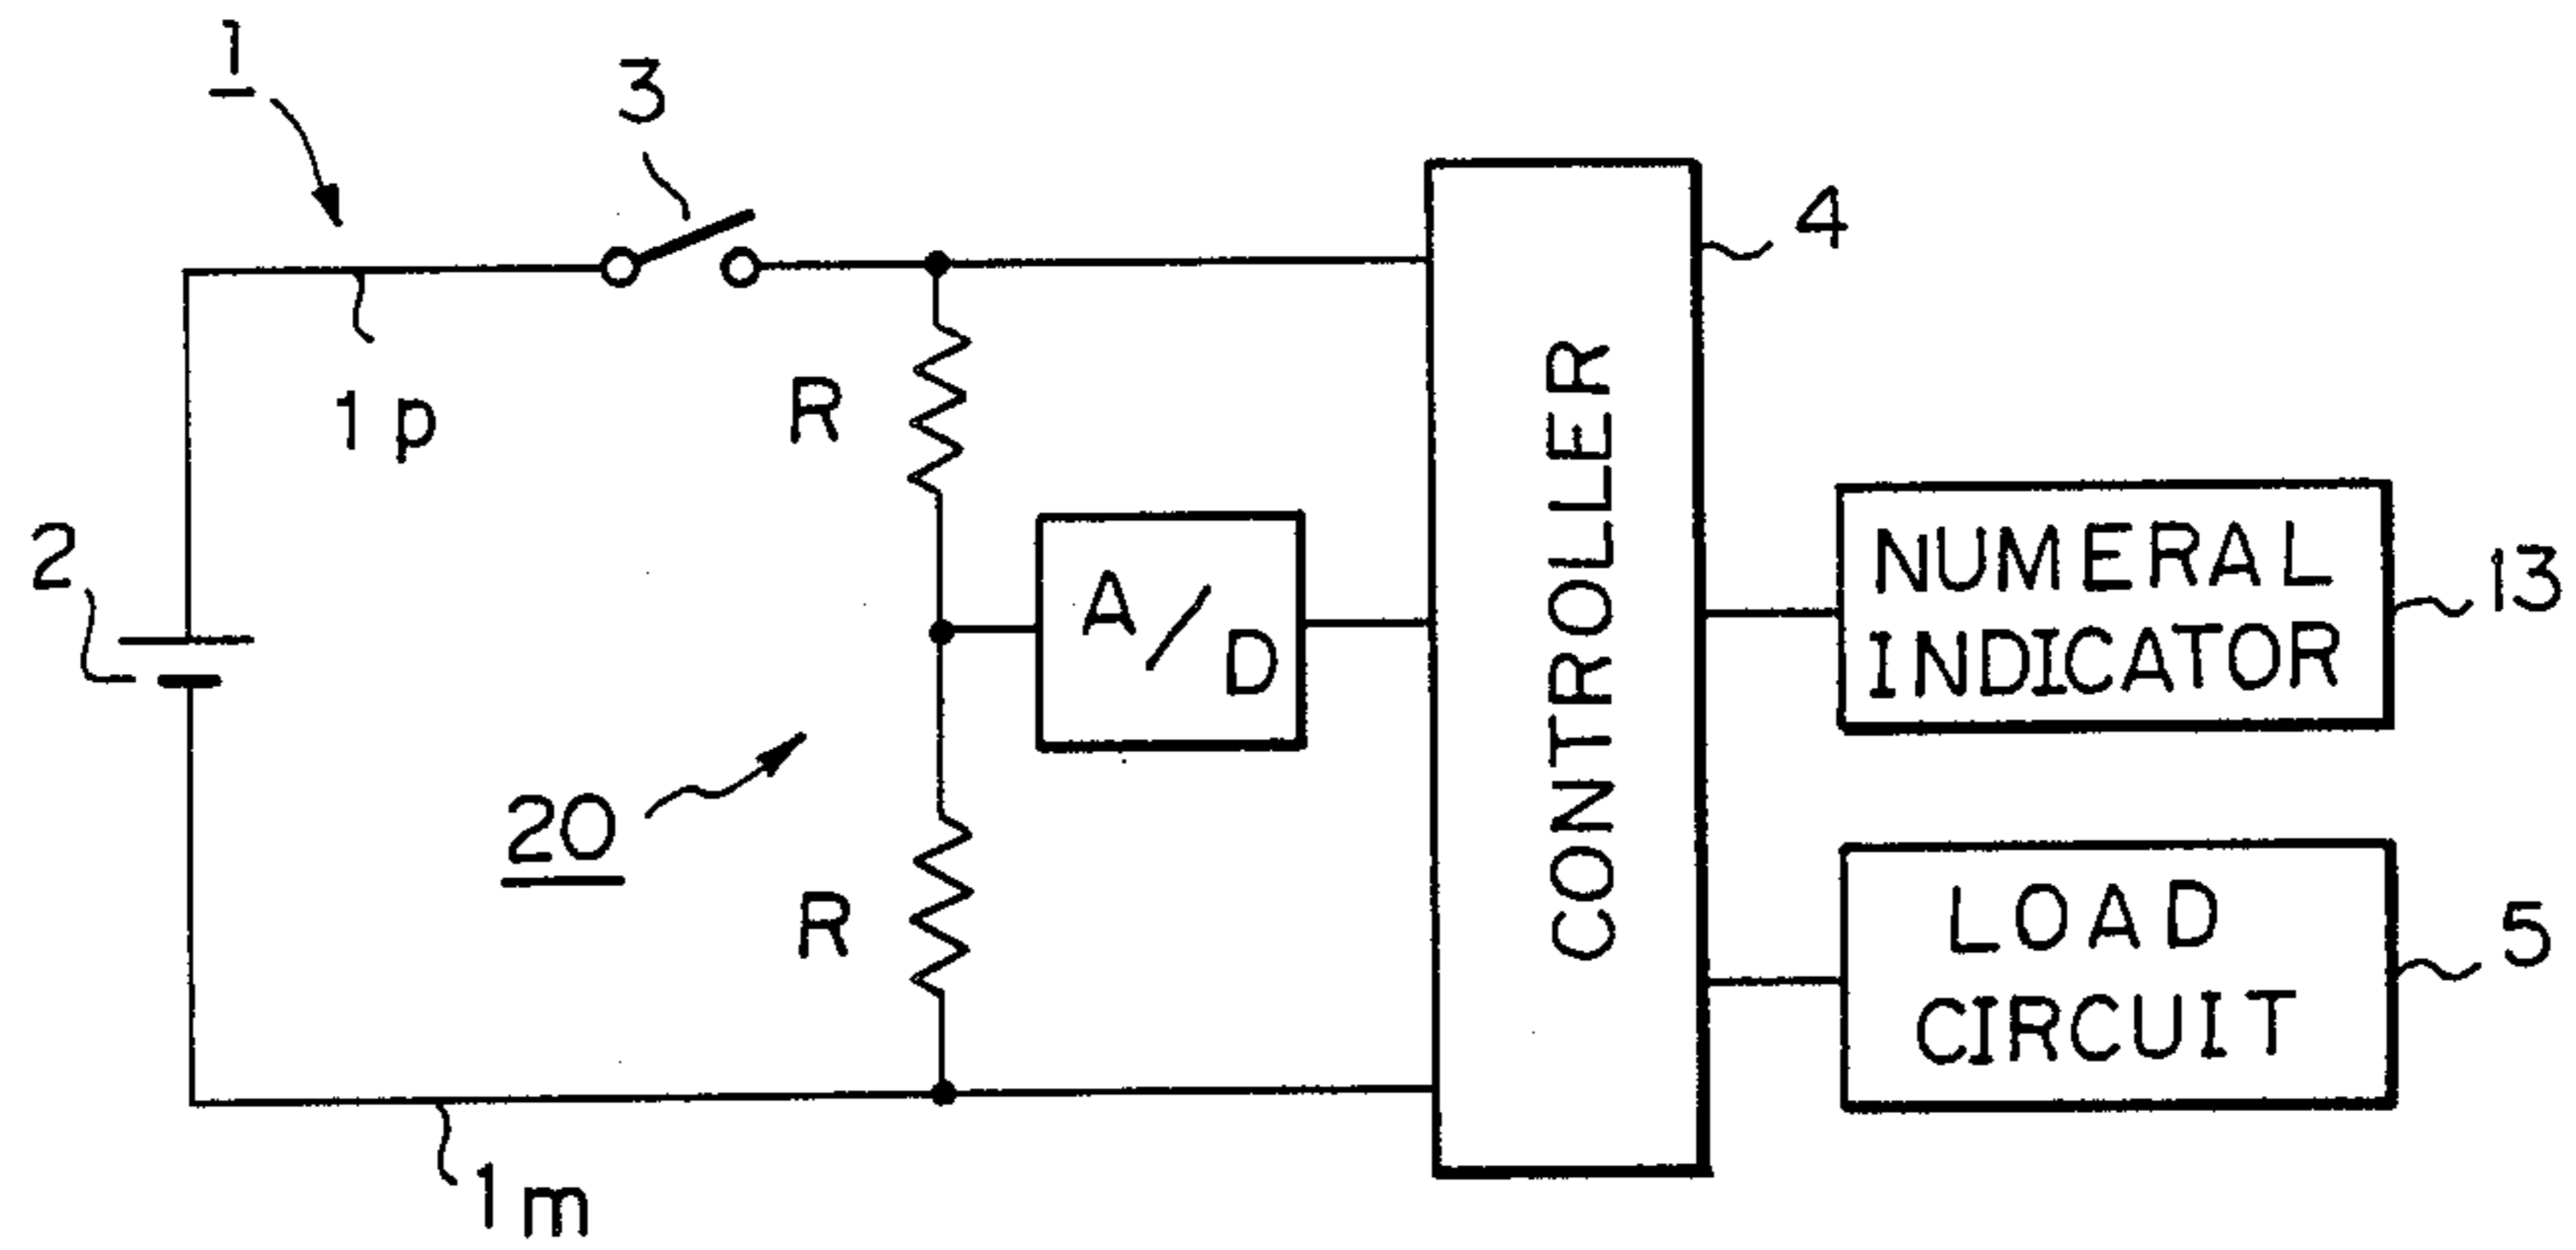 1
3
4
1p
R
2
A/D
CONTROLLER
NUMERAL
INDICATOR
13
20
R
LOAD
CIRCUIT
5
1m